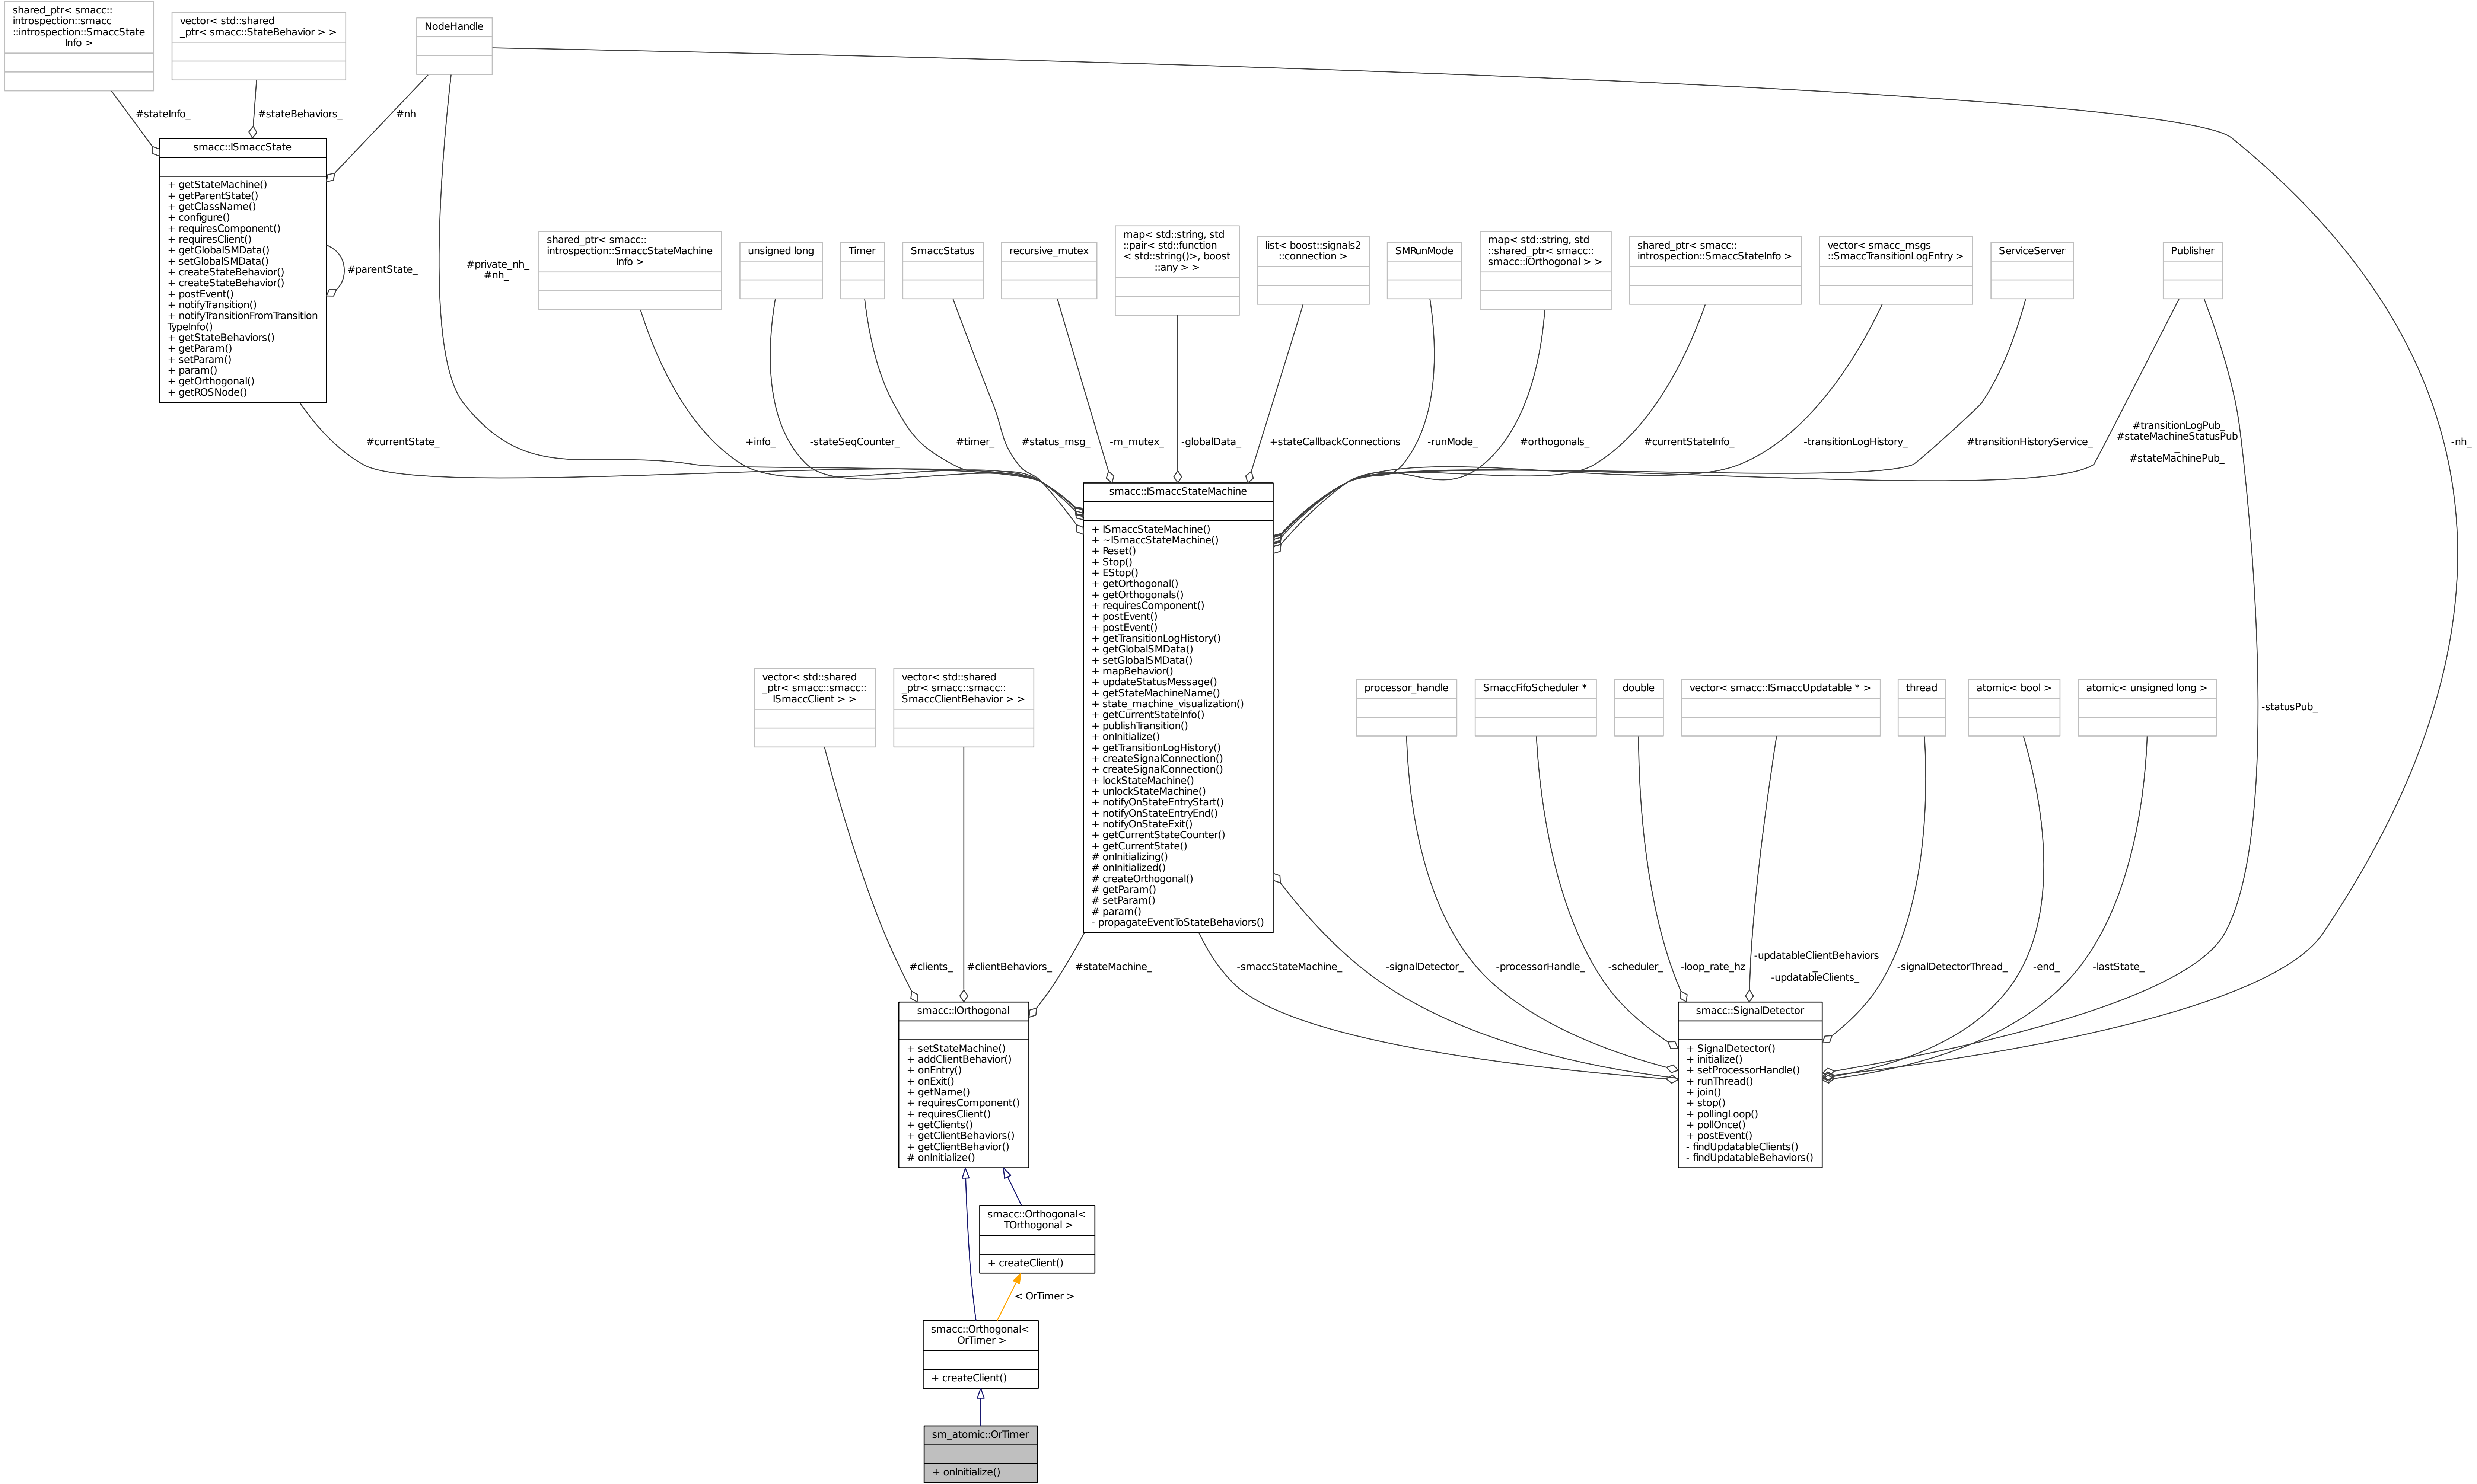 shared_ptr< smacc::
introspection::smacc
::introspection::SmaccState
Info >
vector< std::shared
_ptr< smacc::StateBehavior > >
NodeHandle
#stateInfo_
#stateBehaviors_
#nh
smacc::ISmaccState
+ getStateMachine()
+ getParentState()
+ getClassName()
+ configure()
+ requiresComponent()
+ requiresClient()
+ getGlobalSMData()
+ setGlobalSMData()
+ createStateBehavior()
+ createStateBehavior()
+ postEvent()
+ notifyTransition()
+ notifyTransitionFromTransition
TypeInfo()
+ getStateBehaviors()
+ getParam()
+ setParam()
+ param()
+ getOrthogonal()
+ getROSNode()
#parentState_
#private_nh_
#nh_
shared_ptr< smacc::
introspection::SmaccStateMachine
Info >
unsigned long
Timer
SmaccStatus
recursive_mutex
map< std::string, std
::pair< std::function
< std::string()>, boost
::any > >
list< boost::signals2
::connection >
SMRunMode
map< std::string, std
::shared_ptr< smacc::
smacc::IOrthogonal > >
shared_ptr< smacc::
introspection::SmaccStateInfo >
vector< smacc_msgs
::SmaccTransitionLogEntry >
ServiceServer
Publisher
#currentState_
+info_
-stateSeqCounter_
#timer_
#status_msg_
-m_mutex_
-globalData_
+stateCallbackConnections
-runMode_
#orthogonals_
#currentStateInfo_
-transitionLogHistory_
#transitionHistoryService_
#transitionLogPub_
#stateMachineStatusPub
_
#stateMachinePub_
-nh_
smacc::ISmaccStateMachine
+ ISmaccStateMachine()
+ ~ISmaccStateMachine()
+ Reset()
+ Stop()
+ EStop()
+ getOrthogonal()
+ getOrthogonals()
+ requiresComponent()
+ postEvent()
+ postEvent()
+ getTransitionLogHistory()
+ getGlobalSMData()
+ setGlobalSMData()
+ mapBehavior()
+ updateStatusMessage()
+ getStateMachineName()
+ state_machine_visualization()
+ getCurrentStateInfo()
+ publishTransition()
+ onInitialize()
+ getTransitionLogHistory()
+ createSignalConnection()
+ createSignalConnection()
+ lockStateMachine()
+ unlockStateMachine()
+ notifyOnStateEntryStart()
+ notifyOnStateEntryEnd()
+ notifyOnStateExit()
+ getCurrentStateCounter()
+ getCurrentState()
# onInitializing()
# onInitialized()
# createOrthogonal()
# getParam()
# setParam()
# param()
- propagateEventToStateBehaviors()
vector< std::shared
_ptr< smacc::smacc::
ISmaccClient > >
vector< std::shared
_ptr< smacc::smacc::
SmaccClientBehavior > >
processor_handle
SmaccFifoScheduler *
double
vector< smacc::ISmaccUpdatable * >
thread
atomic< bool >
atomic< unsigned long >
-statusPub_
#clients_
#clientBehaviors_
#stateMachine_
-smaccStateMachine_
-signalDetector_
-processorHandle_
-scheduler_
-loop_rate_hz
-updatableClientBehaviors
_
-updatableClients_
-signalDetectorThread_
-end_
-lastState_
smacc::IOrthogonal
+ setStateMachine()
+ addClientBehavior()
+ onEntry()
+ onExit()
+ getName()
+ requiresComponent()
+ requiresClient()
+ getClients()
+ getClientBehaviors()
+ getClientBehavior()
# onInitialize()
smacc::SignalDetector
+ SignalDetector()
+ initialize()
+ setProcessorHandle()
+ runThread()
+ join()
+ stop()
+ pollingLoop()
+ pollOnce()
+ postEvent()
- findUpdatableClients()
- findUpdatableBehaviors()
smacc::Orthogonal<
TOrthogonal >
+ createClient()
< OrTimer >
smacc::Orthogonal<
OrTimer >
+ createClient()
sm_atomic::OrTimer
+ onInitialize()